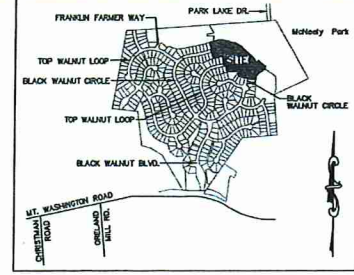 PARK LAKE DR.
FRANKLIN FARMER WAY
McNeely Park
TOP WALNUT LOOP
SITE
BLACK WALNUT CIRCLE
BLACK
WALNUT CIRCLE
TOP WALNUT LOOP
BLACK WALNUT BLVD.
MT. WASHINGTON ROAD
CHRISTMAN
ROAD
ORELAND
MILL RD.